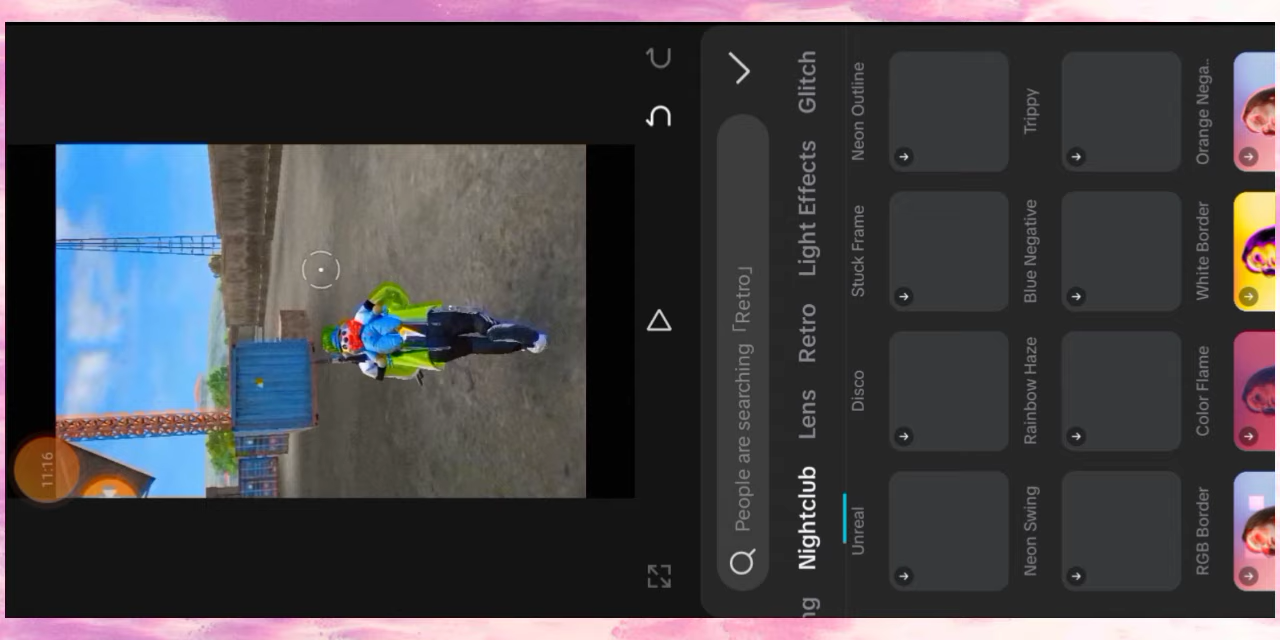 11:16
People are searching「Retro」
ng
Nightclub
Lens
Retro
Light Effects
Glitch
Unreal
Disco
Stuck Frame
Neon Outline
Neon Swing
Rainbow Haze
Blue Negative
Trippy
RGB Border
Color Flame
White Border
Orange Nega..